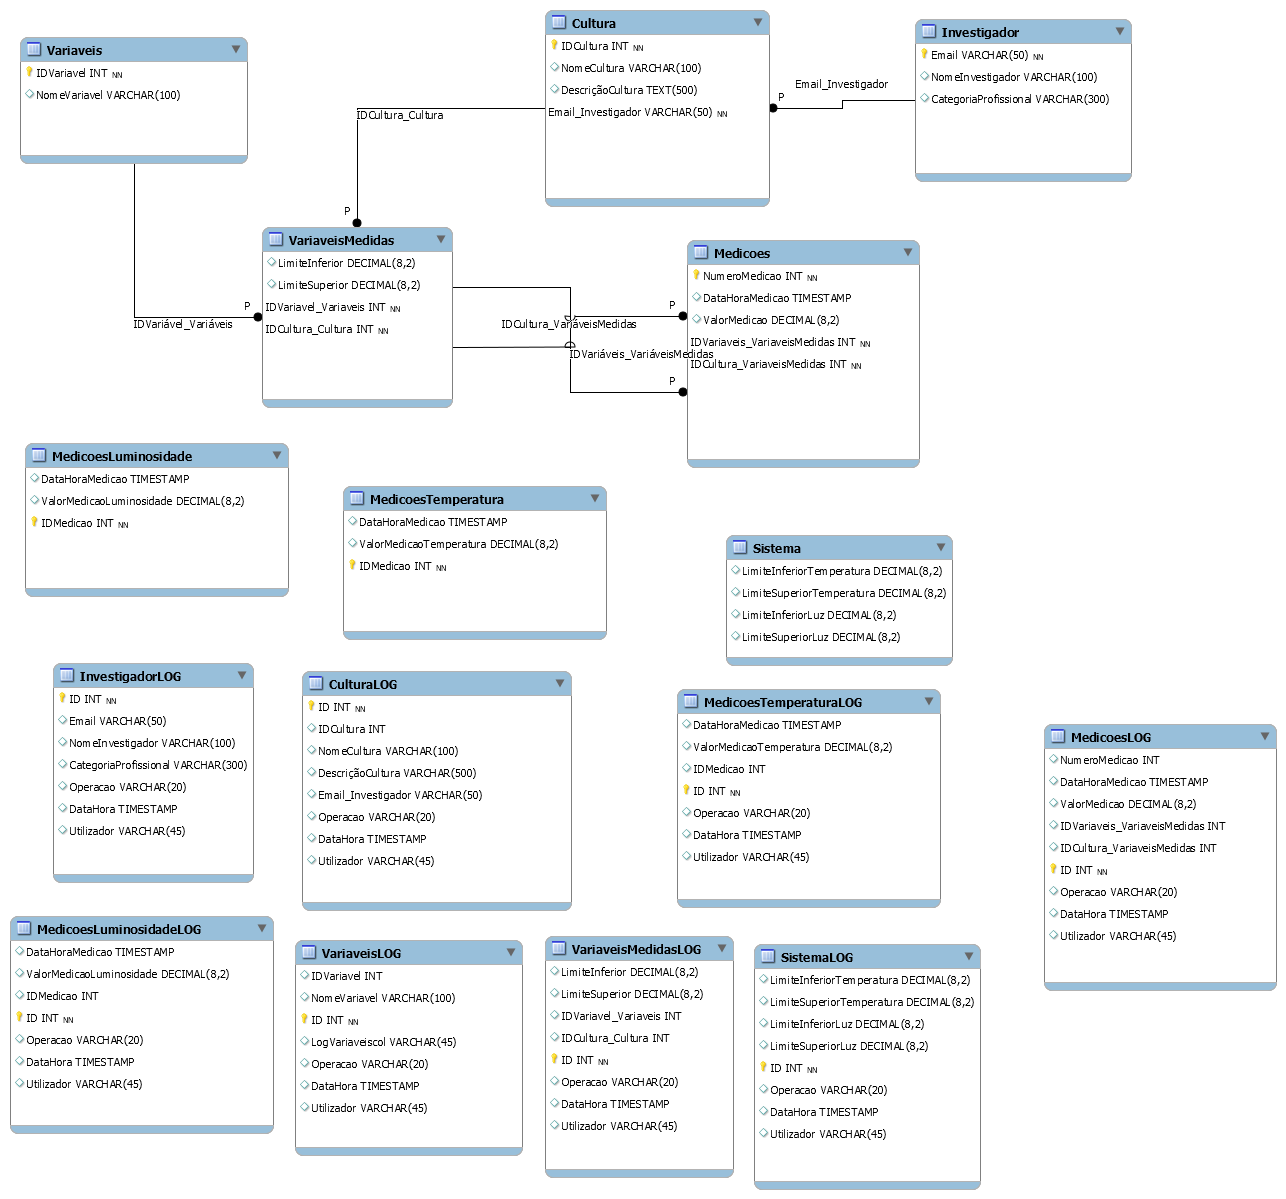 Variaveis
IDVariavel INT NN
NomeVariavel VARCHAR(100)
Cultura
IDCultura INT NN
NomeCultura VARCHAR(100)
DescriçãoCultura TEXT(500)
Email_Investigador VARCHAR(50) NN
Investigador
Email VARCHAR(50) NN
NomeInvestigador VARCHAR(100)
CategoriaProfissional VARCHAR(300)
Email_Investigador
P
IDCultura_Cultura
P
VariaveisMedidas
LimiteInferior DECIMAL(8,2)
LimiteSuperior DECIMAL(8,2)
IDVariavel_Variaveis INT NN
IDCultura_Cultura INT NN
P
IDVariável_Variáveis
Medicoes
NumeroMedicao INT NN
DataHoraMedicao TIMESTAMP
ValorMedicao DECIMAL(8,2)
IDVariaveis_VariaveisMedidas INT NN
IDCultura_VariaveisMedidas INT NN
P
IDCultura_VariáveisMedidas
IDVariáveis_VariáveisMedidas
P
MedicoesLuminosidade
DataHoraMedicao TIMESTAMP
ValorMedicaoLuminosidade DECIMAL(8,2)
IDMedicao INT NN
MedicoesTemperatura
DataHoraMedicao TIMESTAMP
ValorMedicaoTemperatura DECIMAL(8,2)
IDMedicao INT NN
Sistema
LimiteInferiorTemperatura DECIMAL(8,2)
LimiteSuperiorTemperatura DECIMAL(8,2)
LimiteInferiorLuz DECIMAL(8,2)
LimiteSuperiorLuz DECIMAL(8,2)
InvestigadorLOG
ID INT NN
Email VARCHAR(50)
NomeInvestigador VARCHAR(100)
CategoriaProfissional VARCHAR(300)
Operacao VARCHAR(20)
DataHora TIMESTAMP
Utilizador VARCHAR(45)
CulturaLOG
ID INT NN
IDCultura INT
NomeCultura VARCHAR(100)
DescriçãoCultura VARCHAR(500)
Email_Investigador VARCHAR(50)
Operacao VARCHAR(20)
DataHora TIMESTAMP
Utilizador VARCHAR(45)
MedicoesTemperaturaLOG
DataHoraMedicao TIMESTAMP
ValorMedicaoTemperatura DECIMAL(8,2)
IDMedicao INT
ID INT NN
Operacao VARCHAR(20)
DataHora TIMESTAMP
Utilizador VARCHAR(45)
MedicoesLOG
NumeroMedicao INT
DataHoraMedicao TIMESTAMP
ValorMedicao DECIMAL(8,2)
IDVariaveis_VariaveisMedidas INT
IDCultura_VariaveisMedidas INT
ID INT NN
Operacao VARCHAR(20)
DataHora TIMESTAMP
Utilizador VARCHAR(45)
MedicoesLuminosidadeLOG
DataHoraMedicao TIMESTAMP
ValorMedicaoLuminosidade DECIMAL(8,2)
IDMedicao INT
ID INT NN
Operacao VARCHAR(20)
DataHora TIMESTAMP
Utilizador VARCHAR(45)
VariaveisLOG
IDVariavel INT
NomeVariavel VARCHAR(100)
ID INT NN
LogVariaveiscol VARCHAR(45)
Operacao VARCHAR(20)
DataHora TIMESTAMP
Utilizador VARCHAR(45)
VariaveisMedidasLOG
LimiteInferior DECIMAL(8,2)
LimiteSuperior DECIMAL(8,2)
IDVariavel_Variaveis INT
IDCultura_Cultura INT
ID INT NN
Operacao VARCHAR(20)
DataHora TIMESTAMP
Utilizador VARCHAR(45)
SistemaLOG
LimiteInferiorTemperatura DECIMAL(8,2)
LimiteSuperiorTemperatura DECIMAL(8,2)
LimiteInferiorLuz DECIMAL(8,2)
LimiteSuperiorLuz DECIMAL(8,2)
ID INT NN
Operacao VARCHAR(20)
DataHora TIMESTAMP
Utilizador VARCHAR(45)